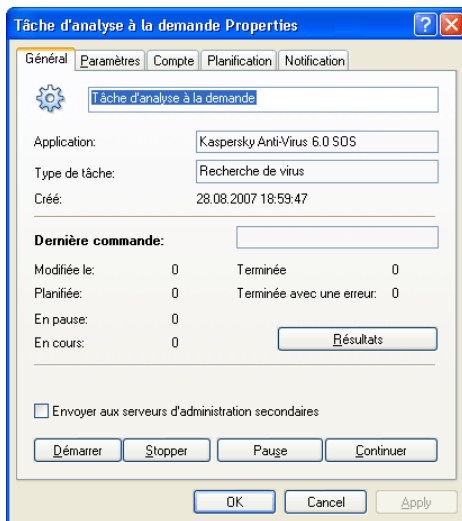 Tâche d'analyse à la demande Properties
Général Paramètres Compte Planification Notification
Tâche d'analyse à la demande
Application: Kaspersky Anti-Virus 6.0 SOS
Type de tâche: Recherche de virus
Créé: 28.08.2007 18:59:47
Dernière commande:
Modifiée le: 0 Terminée 0
Planifiée: 0 Terminée avec une erreur: 0
En pause: 0
En cours: 0 Résultats
Envoyer aux serveurs d'administration secondaires
Démarrer Stopper Pause Continuer
OK Cancel Apply